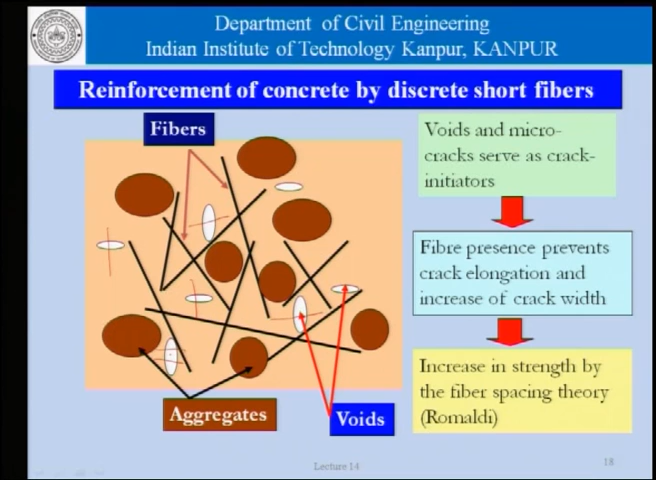 Department of Civil Engineering
Indian Institute of Technology Kanpur, KANPUR
Reinforcement of concrete by discrete short fibers
Fibers
Voids and micro-
cracks serve as crack-
initiators
Fibre presence prevents
crack elongation and
increase of crack width
Increase in strength by
the fiber spacing theory
(Romaldi)
Aggregates
Voids
Lecture 14
18